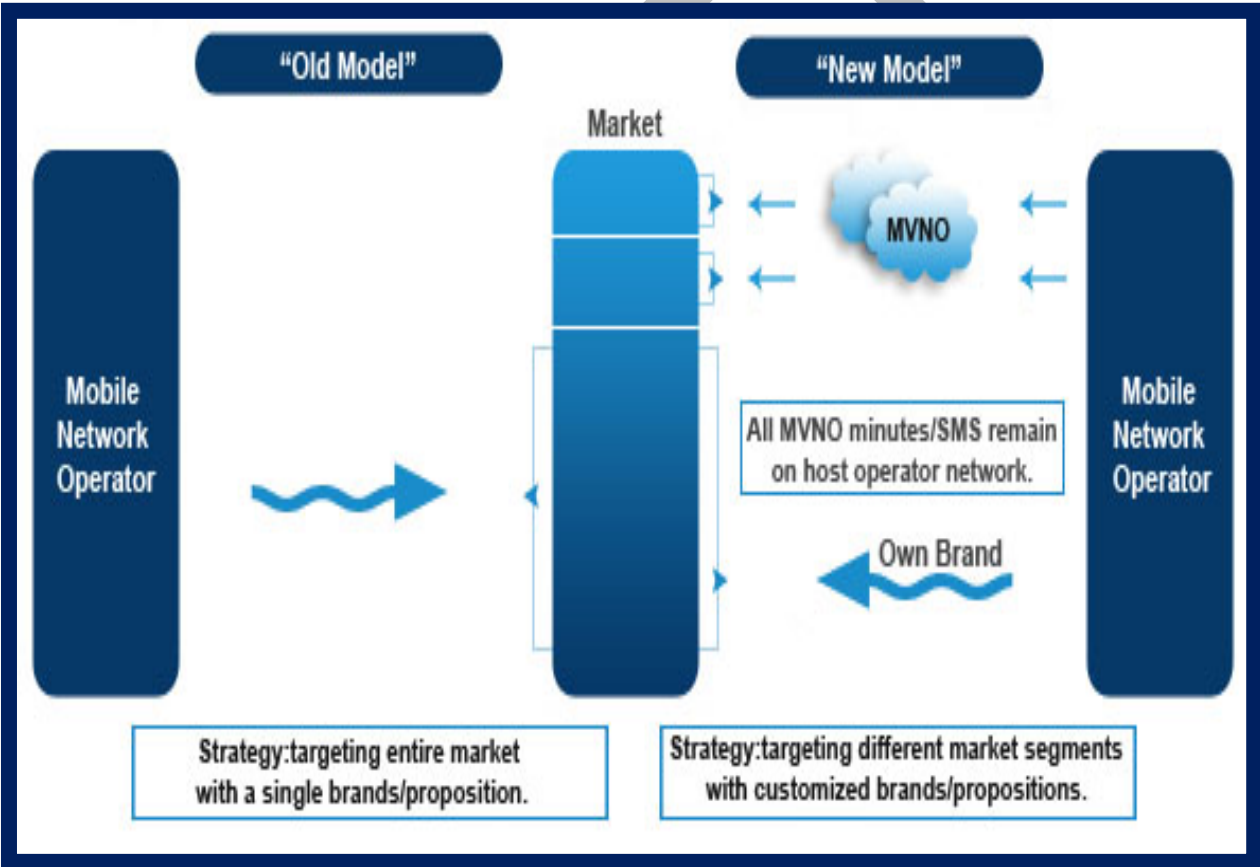 “Old Model”
“New Model”
Market
MVNO
Mobile
Network
Operator
All MVNO minutes/SMS remain
on host operator network.
Mobile
Network
Operator
Own Brand
Strategy:targeting entire market
with a single brands/proposition.
Strategy:targeting different market segments
with customized brands/propositions.